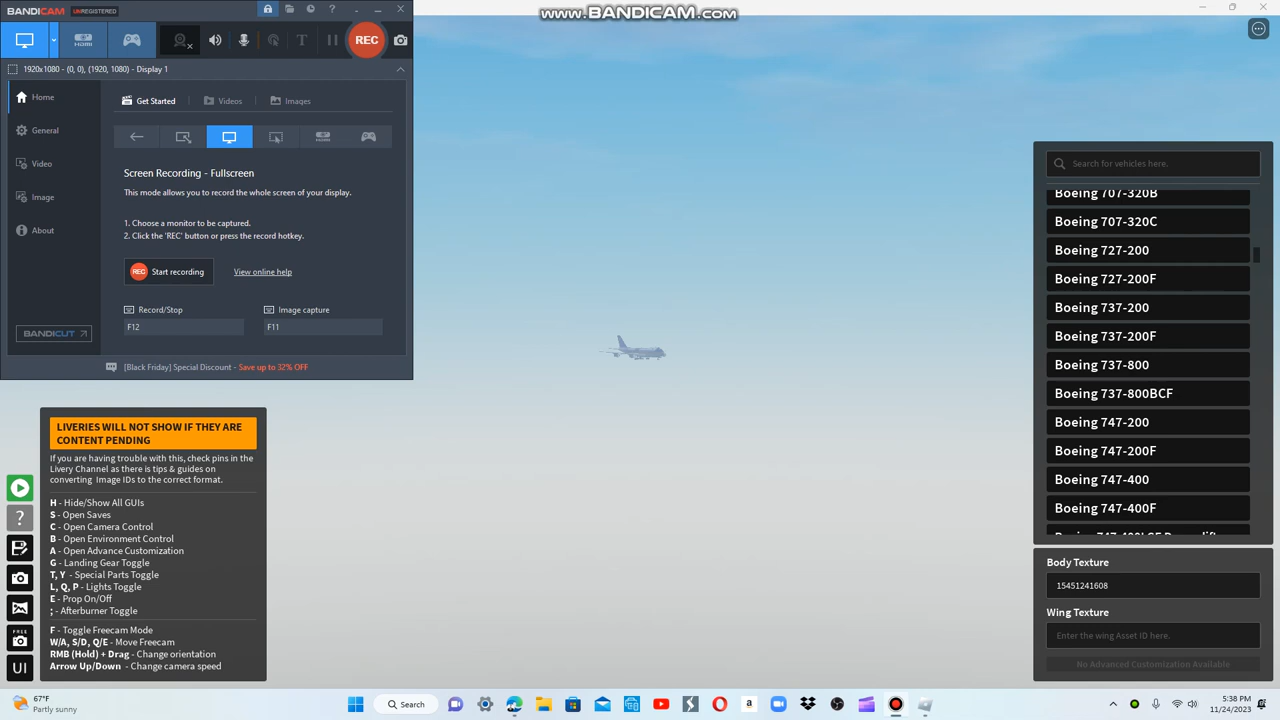 BANDICAM UNREGISTERED
www.BANDICAM.com
HDMI
REC
1920x1080 - (0, 0), (1920, 1080) - Display 1
Home
General
Video
Image
About
BANDICUT
Get Started
Videos
Images
HDMI
Screen Recording - Fullscreen
This mode allows you to record the whole screen of your display.
1. Choose a monitor to be captured.
2. Click the 'REC' button or press the record hotkey.
REC Start recording
View online help
Record/Stop
F12
Image capture
F11
[Black Friday] Special Discount - Save up to 32% OFF
LIVERIES WILL NOT SHOW IF THEY ARE
CONTENT PENDING
If you are having trouble with this, check pins in the
Livery Channel as there is tips & guides on
converting Image IDs to the correct format.
H - Hide/Show All GUIs
S - Open Saves
C - Open Camera Control
B - Open Environment Control
A - Open Advance Customization
G - Landing Gear Toggle
T, Y - Special Parts Toggle
L, Q, P - Lights Toggle
E - Prop On/Off
; - Afterburner Toggle
F - Toggle Freecam Mode
W/A, S/D, Q/E - Move Freecam
RMB (Hold) + Drag - Change orientation
Arrow Up/Down - Change camera speed
?
FREE
UI
Search for vehicles here.
Boeing 707-320B
Boeing 707-320C
Boeing 727-200
Boeing 727-200F
Boeing 737-200
Boeing 737-200F
Boeing 737-800
Boeing 737-800BCF
Boeing 747-200
Boeing 747-200F
Boeing 747-400
Boeing 747-400F
Body Texture
15451241608
Wing Texture
Enter the wing Asset ID here.
No Advanced Customization Available
67°F
Partly sunny
Search
5:38 PM
11/24/2023